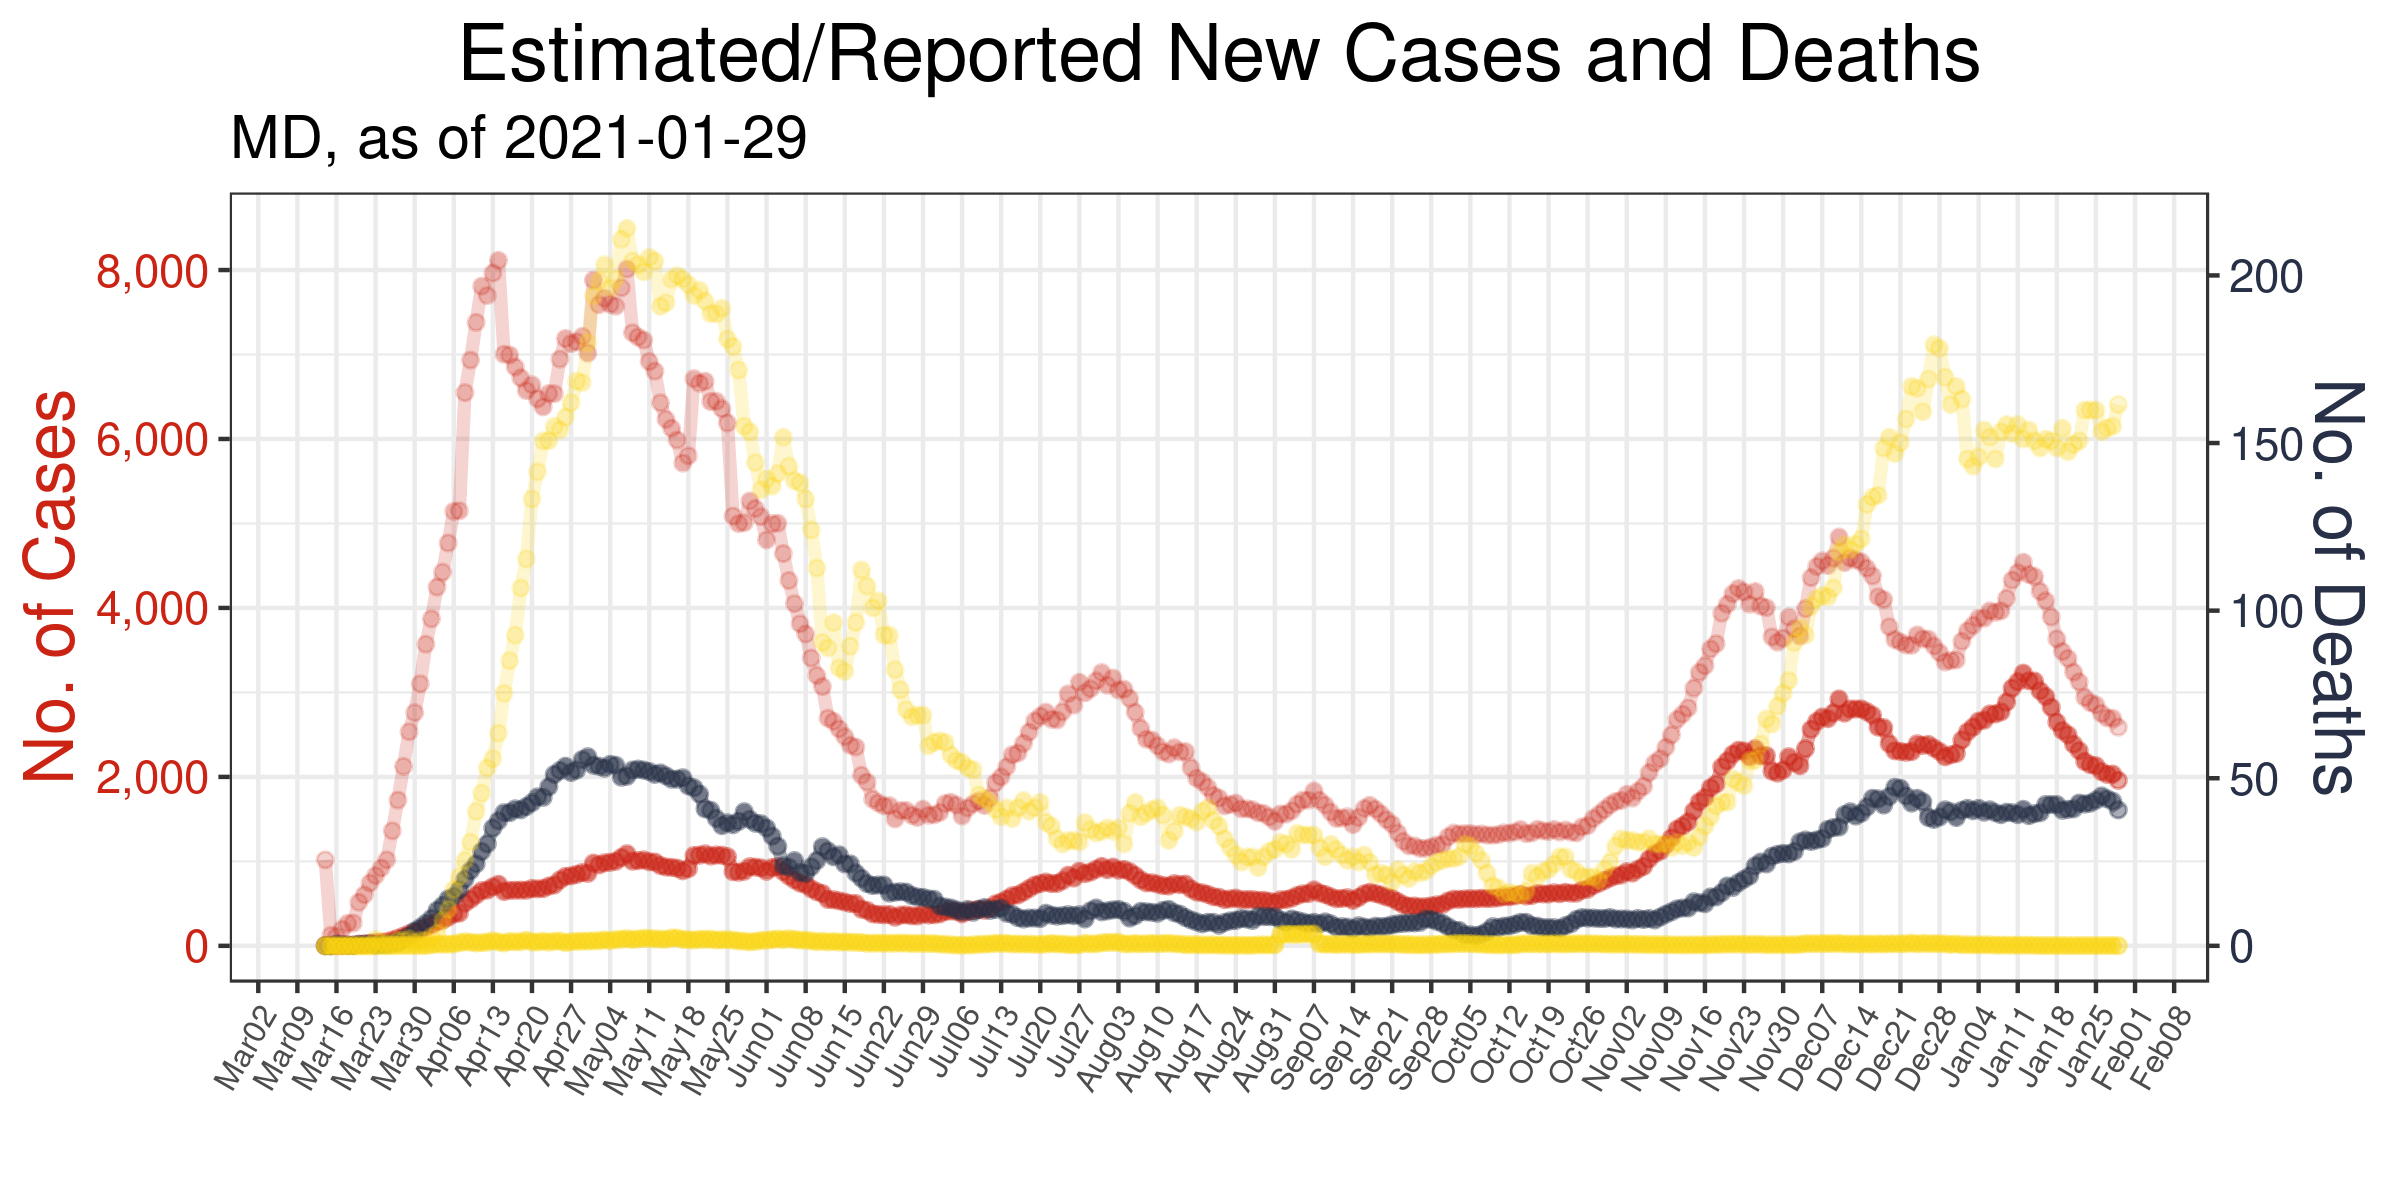 Estimated/Reported New Cases and Deaths
MD, as of 2021-01-29
No. of Cases
8,000
6,000
4,000
2,000
0
200
150
100
50
0
No. of Deaths
Mar02 Mar09 Mar16 Mar23 Mar30 Apr06 Apr13 Apr20 Apr27 May04 May11 May18 May25 Jun01 Jun08 Jun15 Jun22 Jun29 Jul06 Jul13 Jul20 Jul27 Aug03 Aug10 Aug17 Aug24 Aug31 Sep07 Sep14 Sep21 Sep28 Oct05 Oct12 Oct19 Oct26 Nov02 Nov09 Nov16 Nov23 Nov30 Dec07 Dec14 Dec21 Dec28 Jan04 Jan11 Jan18 Jan25 Feb01 Feb08